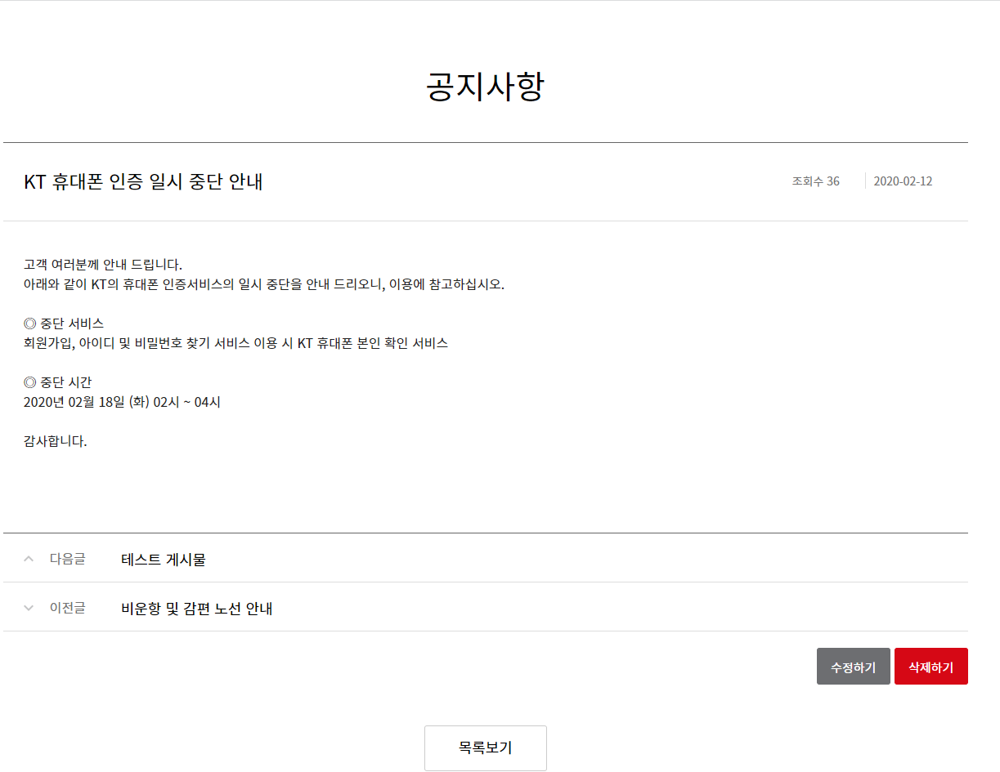 공지사항
KT 휴대폰 인증 일시 중단 안내
조회수 36
2020-02-12
고객 여러분께 안내 드립니다.
아래와 같이 KT의 휴대폰 인증서비스의 일시 중단을 안내 드리오니, 이용에 참고하십시오.
◎ 중단 서비스
회원가입, 아이디 및 비밀번호 찾기 서비스 이용 시 KT 휴대폰 본인 확인 서비스
◎ 중단 시간
2020년 02월 18일 (화) 02시 ~ 04시
감사합니다.
다음글 테스트 게시물
이전글 비운항 및 감편 노선 안내
수정하기 삭제하기
목록보기